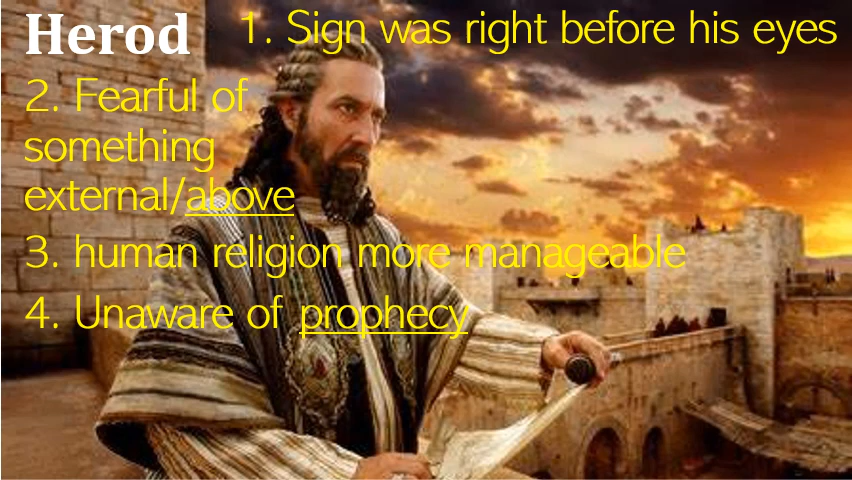 Herod
1. Sign was right before his eyes
2. Fearful of
something
external/above
3. human religion more manageable
4. Unaware of prophecy